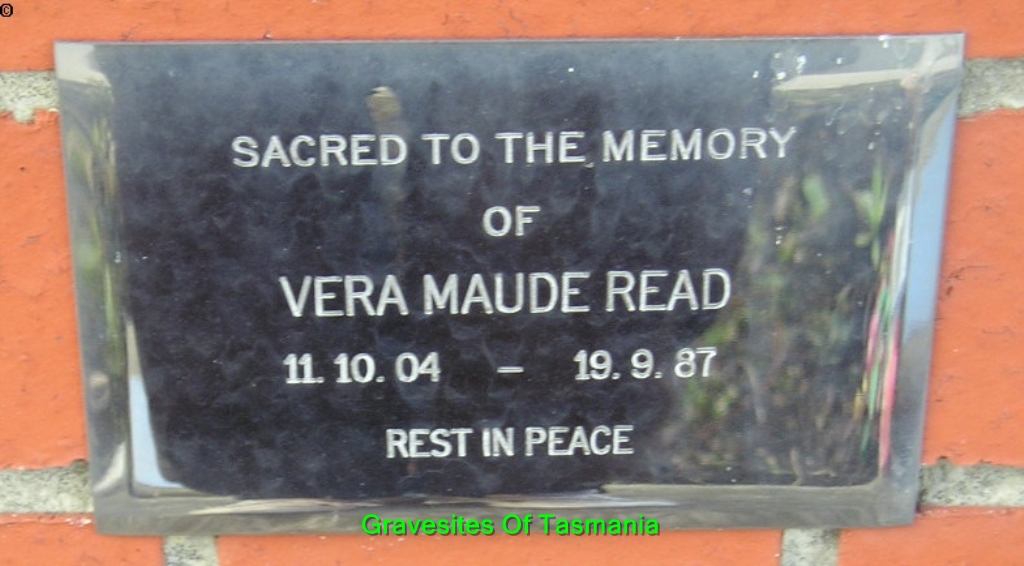 ©
SACRED TO THE MEMORY
OF
VERA MAUDE READ
11. 10. 04 – 19. 9. 87
REST IN PEACE
Gravesites Of Tasmania